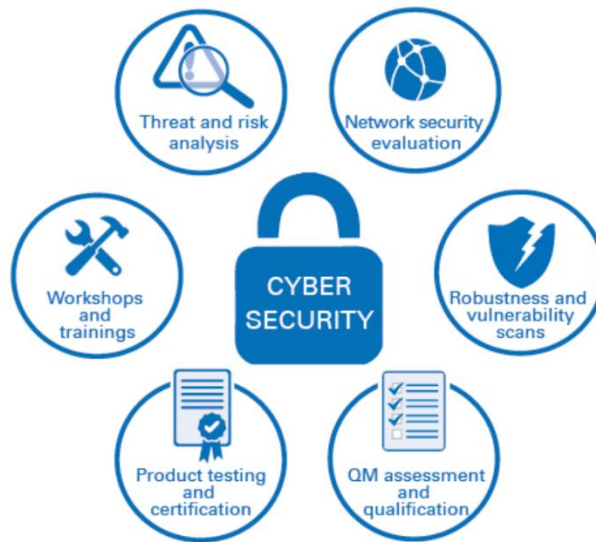 Threat and risk
analysis
Network security
evaluation
Workshops
and
trainings
CYBER
SECURITY
Robustness and
vulnerability
scans
Product testing
and
certification
QM assessment
and
qualification